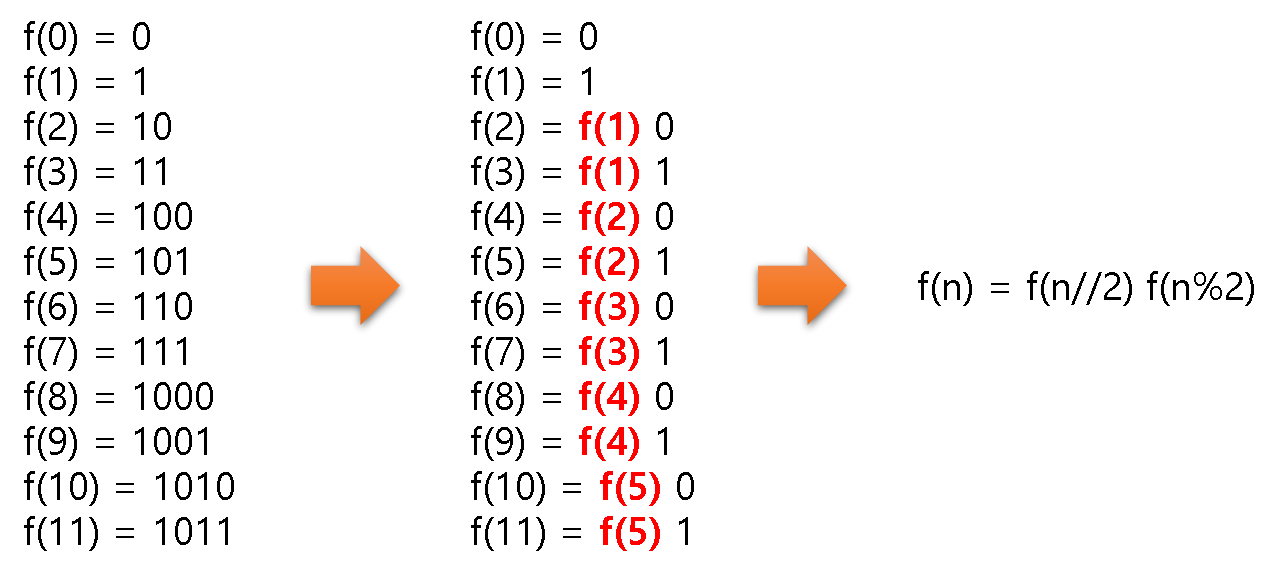 f(0) = 0
f(1) = 1
f(2) = 10
f(3) = 11
f(4) = 100
f(5) = 101
f(6) = 110
f(7) = 111
f(8) = 1000
f(9) = 1001
f(10) = 1010
f(11) = 1011
f(0) = 0
f(1) = 1
f(2) = f(1) 0
f(3) = f(1) 1
f(4) = f(2) 0
f(5) = f(2) 1
f(6) = f(3) 0
f(7) = f(3) 1
f(8) = f(4) 0
f(9) = f(4) 1
f(10) = f(5) 0
f(11) = f(5) 1
f(n) = f(n//2) f(n%2)